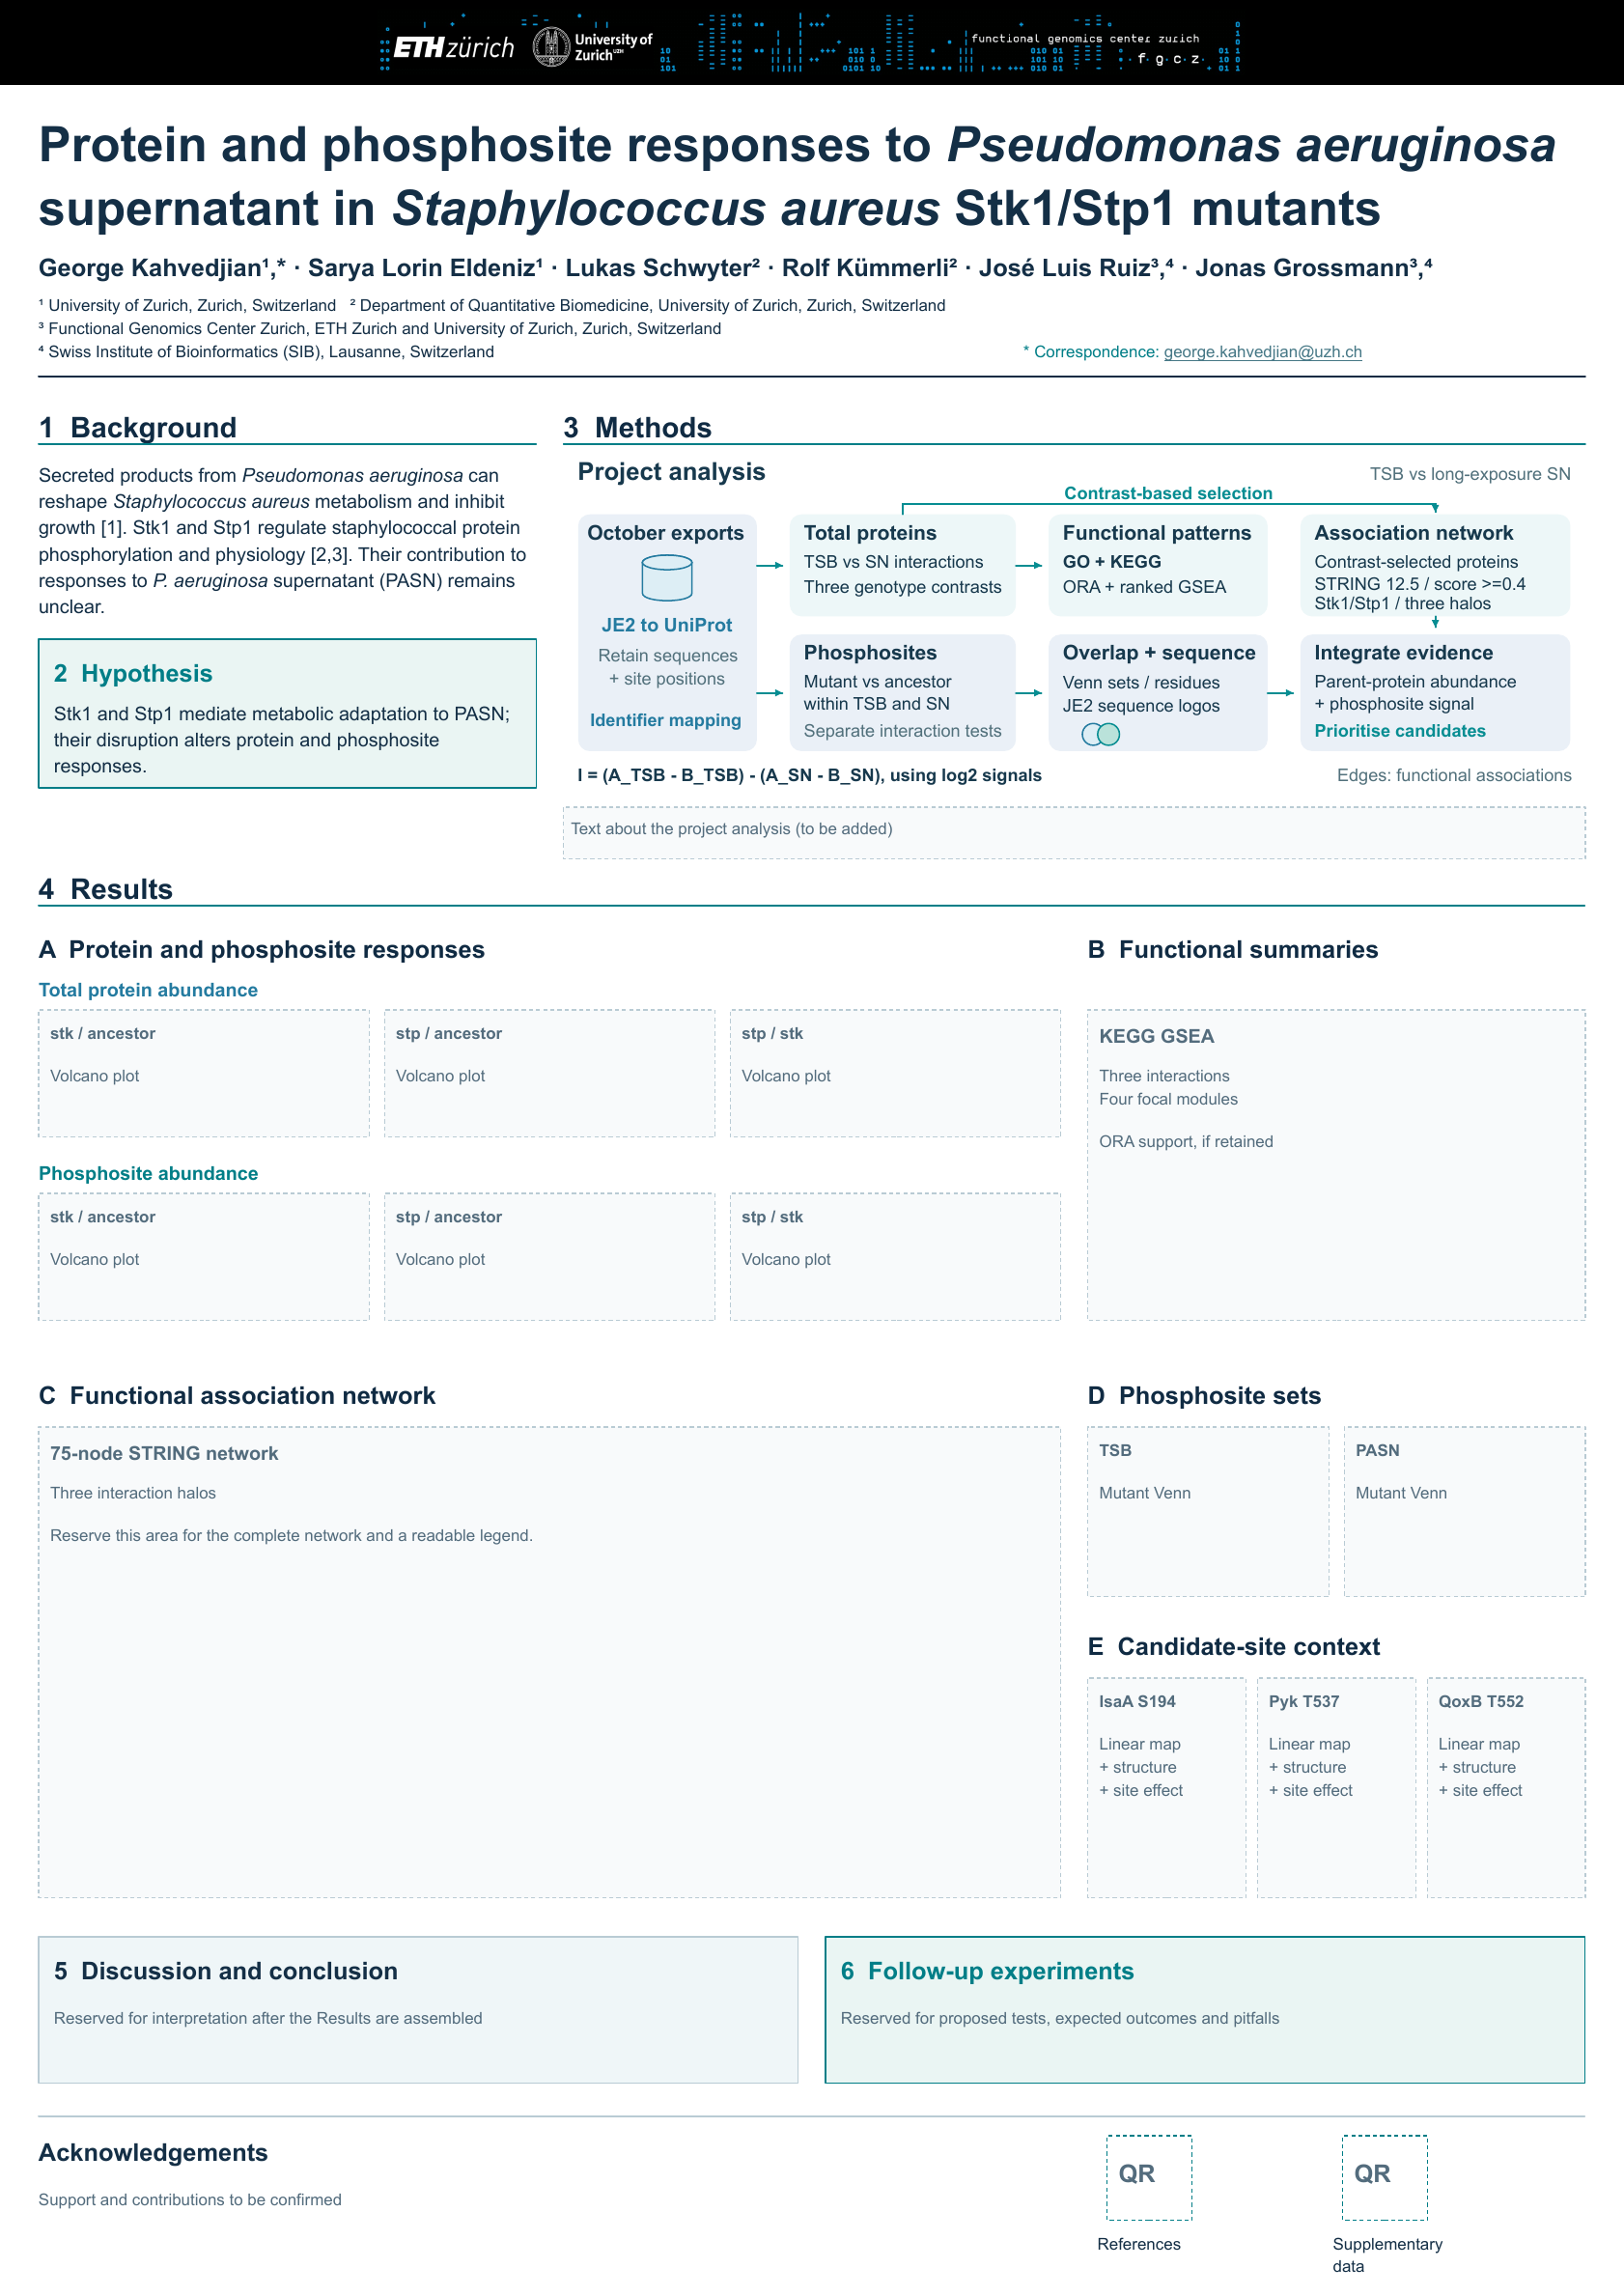 ETH zürich
University of
Zurich UZH
functional genomics center zurich
f·g·c·z·
Protein and phosphosite responses to Pseudomonas aeruginosa
supernatant in Staphylococcus aureus Stk1/Stp1 mutants
George Kahvedjian¹,* · Sarya Lorin Eldeniz¹ · Lukas Schwyter² · Rolf Kümmerli² · José Luis Ruiz³,⁴ · Jonas Grossmann³,⁴
¹ University of Zurich, Zurich, Switzerland ² Department of Quantitative Biomedicine, University of Zurich, Zurich, Switzerland
³ Functional Genomics Center Zurich, ETH Zurich and University of Zurich, Zurich, Switzerland
⁴ Swiss Institute of Bioinformatics (SIB), Lausanne, Switzerland
* Correspondence: george.kahvedjian@uzh.ch
1 Background
Secreted products from Pseudomonas aeruginosa can
reshape Staphylococcus aureus metabolism and inhibit
growth [1]. Stk1 and Stp1 regulate staphylococcal protein
phosphorylation and physiology [2,3]. Their contribution to
responses to P. aeruginosa supernatant (PASN) remains
unclear.
2 Hypothesis
Stk1 and Stp1 mediate metabolic adaptation to PASN;
their disruption alters protein and phosphosite
responses.
3 Methods
Project analysis
TSB vs long-exposure SN
Contrast-based selection
October exports
JE2 to UniProt
Retain sequences
+ site positions
Identifier mapping
Total proteins
TSB vs SN interactions
Three genotype contrasts
Functional patterns
GO + KEGG
ORA + ranked GSEA
Association network
Contrast-selected proteins
STRING 12.5 / score >=0.4
Stk1/Stp1 / three halos
Phosphosites
Mutant vs ancestor
within TSB and SN
Separate interaction tests
Overlap + sequence
Venn sets / residues
JE2 sequence logos
Integrate evidence
Parent-protein abundance
+ phosphosite signal
Prioritise candidates
I = (A_TSB - B_TSB) - (A_SN - B_SN), using log2 signals
Edges: functional associations
Text about the project analysis (to be added)
4 Results
A Protein and phosphosite responses
Total protein abundance
stk / ancestor
Volcano plot
stp / ancestor
Volcano plot
stp / stk
Volcano plot
Phosphosite abundance
stk / ancestor
Volcano plot
stp / ancestor
Volcano plot
stp / stk
Volcano plot
B Functional summaries
KEGG GSEA
Three interactions
Four focal modules
ORA support, if retained
C Functional association network
75-node STRING network
Three interaction halos
Reserve this area for the complete network and a readable legend.
D Phosphosite sets
TSB
Mutant Venn
PASN
Mutant Venn
E Candidate-site context
IsaA S194
Linear map
+ structure
+ site effect
Pyk T537
Linear map
+ structure
+ site effect
QoxB T552
Linear map
+ structure
+ site effect
5 Discussion and conclusion
Reserved for interpretation after the Results are assembled
6 Follow-up experiments
Reserved for proposed tests, expected outcomes and pitfalls
Acknowledgements
Support and contributions to be confirmed
QR
References
QR
Supplementary
data